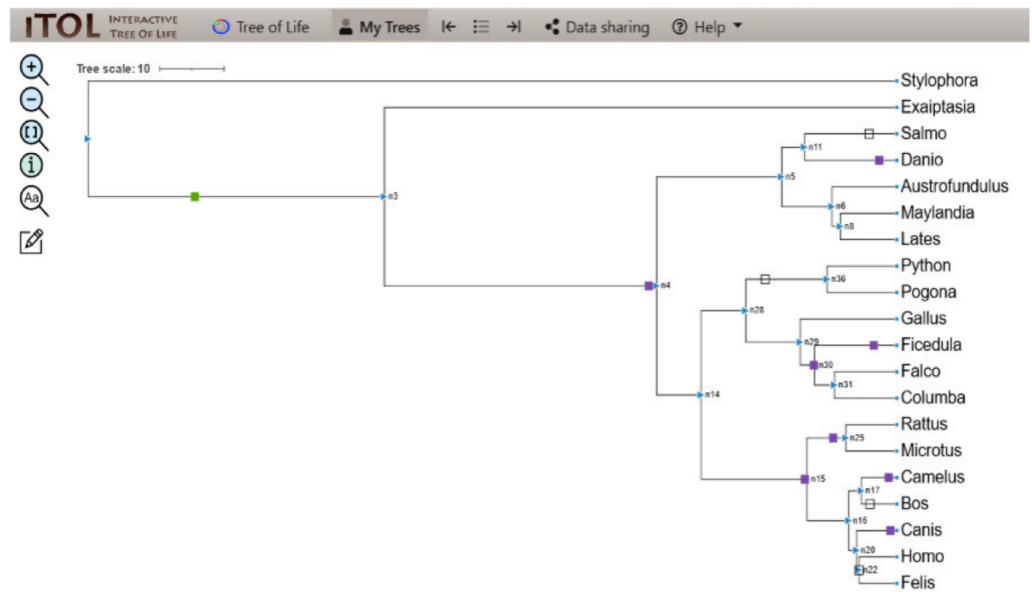 iTOL INTERACTIVE TREE OF LIFE Tree of Life My Trees Data sharing Help
Tree scale: 10
Stylophora
Exaiptasia
Salmo
n11
Danio
n5
Austrofundulus
n3
n6
Maylandia
n8
Lates
Python
n36
Pogona
n4
n28
Gallus
n29
Ficedula
n30
Falco
n31
n14
Columba
Rattus
n25
Microtus
n15
Camelus
n17
Bos
n16
Canis
n20
Homo
n22
Felis
Aa